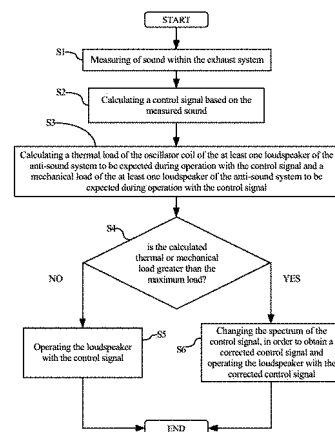 START
S1
Measuring of sound within the exhaust system
S2
Calculating a control signal based on the
measured sound
S3
Calculating a thermal load of the oscillator coil of the at least one loudspeaker of the
anti-sound system to be expected during operation with the control signal and a
mechanical load of the at least one loudspeaker of the anti-sound system to be
expected during operation with the control signal
S4
is the calculated
thermal or mechanical
load greater than the
maximum load?
NO
YES
Operating the loudspeaker
with the control signal
S5
Changing the spectrum of the
control signal, in order to obtain a
corrected control signal and
operating the loudspeaker with the
corrected control signal
S6
END